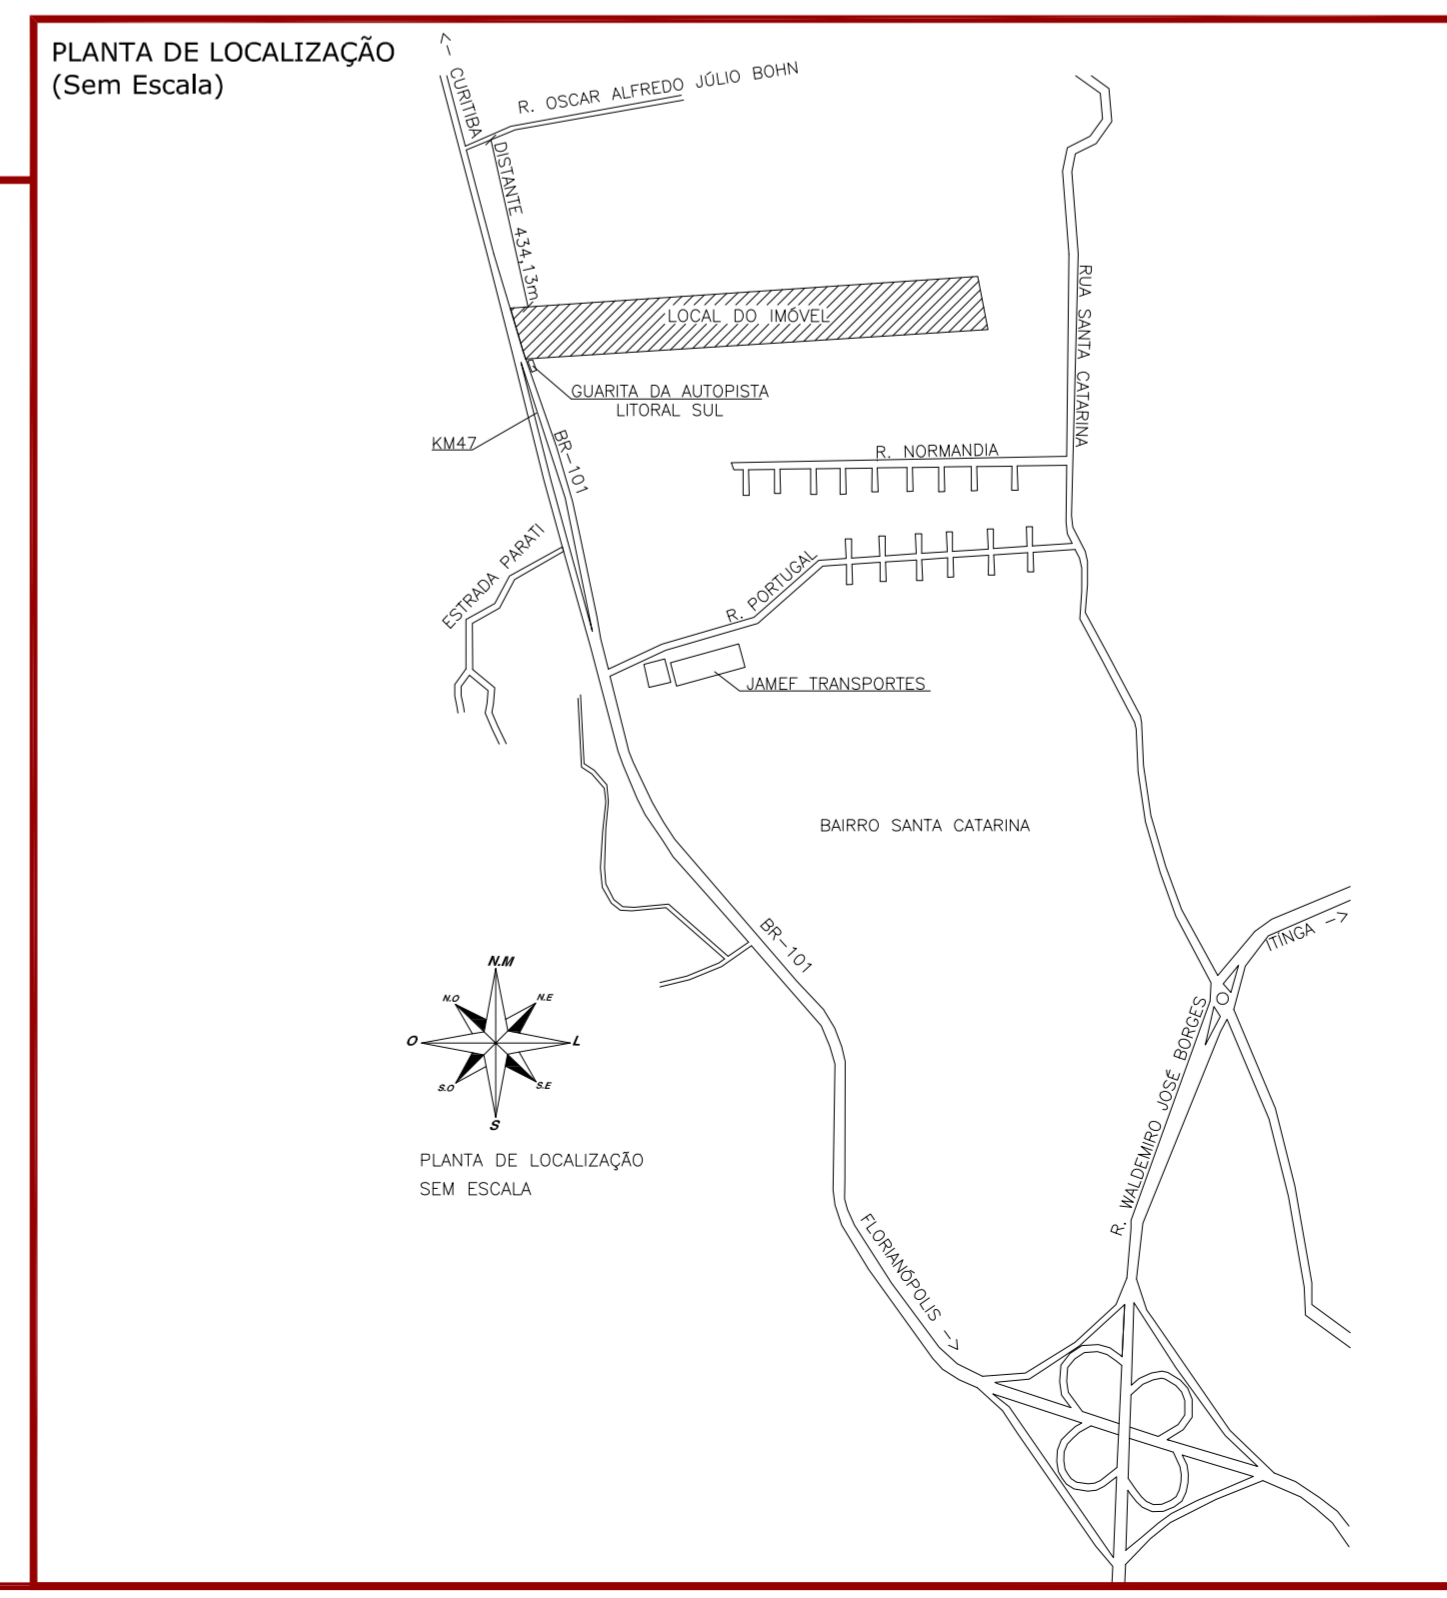 PLANTA DE LOCALIZAÇÃO
(Sem Escala)
<- CURITIBA
R. OSCAR ALFREDO JÚLIO BOHN
DISTANTE 434,13m
LOCAL DO IMÓVEL
RUA SANTA CATARINA
GUARITA DA AUTOPISTA
LITORAL SUL
KM47
BR-101
R. NORMANDIA
ESTRADA PARATI
R. PORTUGAL
JAMEF TRANSPORTES
BAIRRO SANTA CATARINA
BR-101
ITINGA ->
N.M
N.O
N.E
O
L
S.O
S.E
S
R. WALDEMIRO JOSÉ BORGES
PLANTA DE LOCALIZAÇÃO
SEM ESCALA
FLORIANÓPOLIS ->